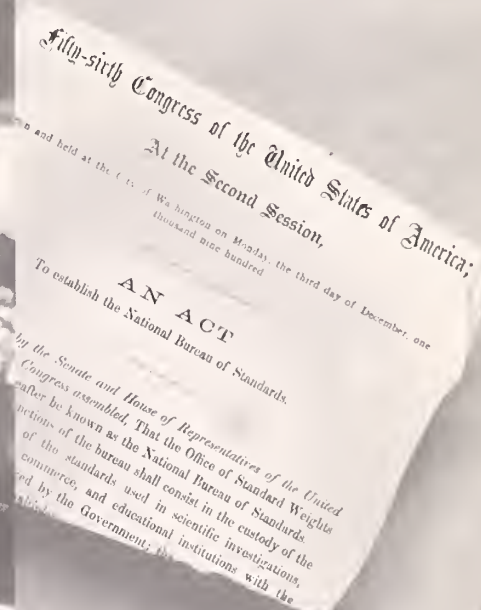 Fifty-sixth Congress of the United States of America;
At the Second Session,
and held at the City of Washington on Monday, the third day of December, one
thousand nine hundred
AN ACT
To establish the National Bureau of Standards.
by the Senate and House of Representatives of the United
Congress assembled, That the Office of Standard Weights
eafter be known as the National Bureau of Standards.
nctions of the bureau shall consist in the custody of the
of the standards used in scientific investigations,
commerce, and educational institutions with the
by the Government;